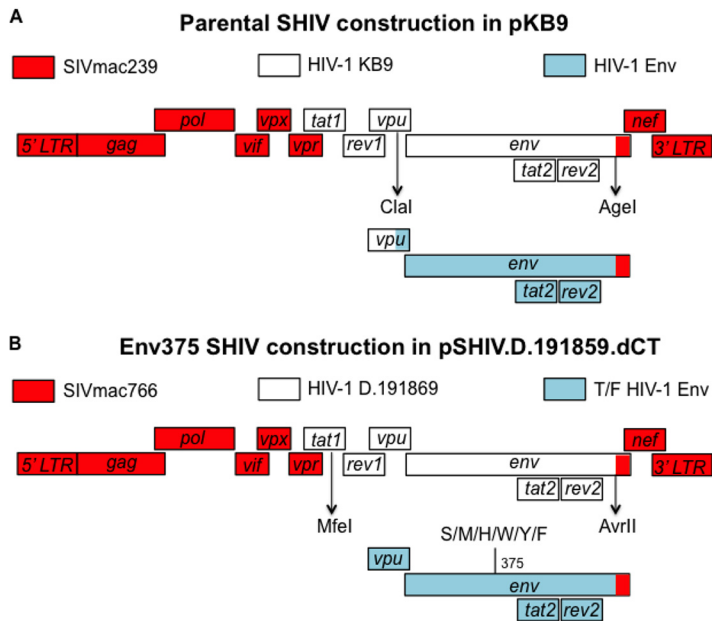 A
Parental SHIV construction in pKB9
SIVmac239 HIV-1 KB9 HIV-1 Env
pol vpx tat1 vpu nef
5' LTR gag vif vpr rev1 env 3' LTR
tat2 rev2
ClaI AgeI
vpu
env
tat2 rev2
B
Env375 SHIV construction in pSHIV.D.191859.dCT
SIVmac766 HIV-1 D.191869 T/F HIV-1 Env
pol vpx tat1 vpu nef
5' LTR gag vif vpr rev1 env 3' LTR
tat2 rev2
MfeI AvrII
S/M/H/W/Y/F
vpu 375
env
tat2 rev2